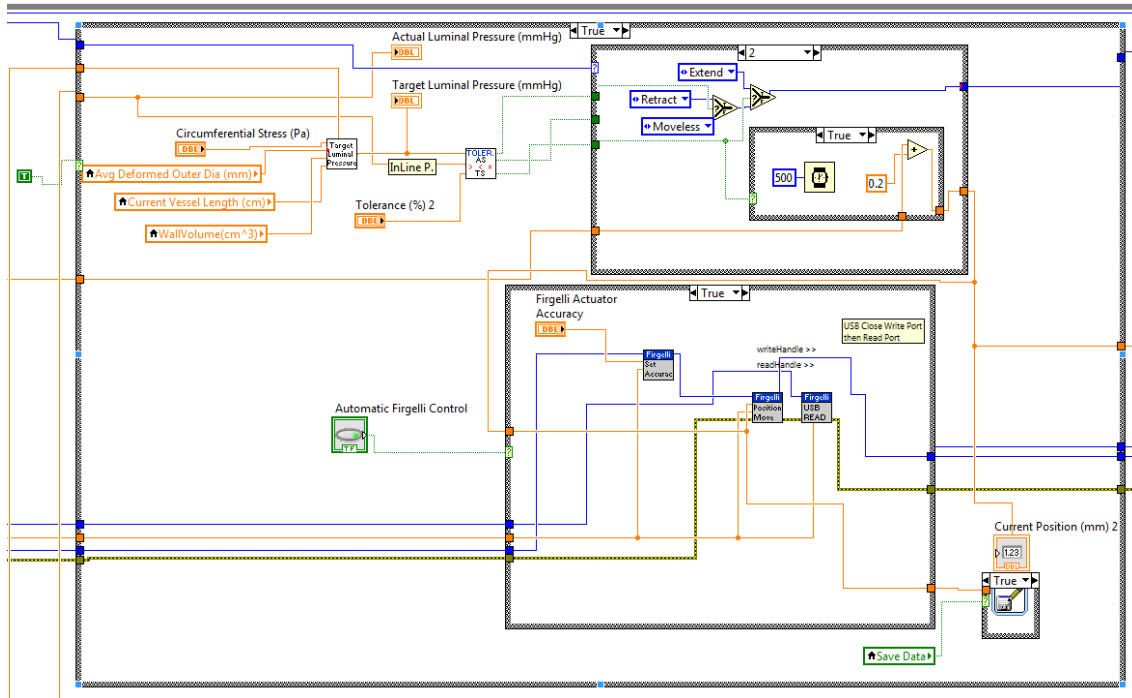 True
Actual Luminal Pressure (mmHg)
DBL
2
Extend
Target Luminal Pressure (mmHg)
DBL
Retract
Moveless
Circumferential Stress (Pa)
DBL
Target
Luminal
Pressure
TOLER.
AS
> < =
TS
InLine P.
True
500
+
0.2
T
Avg Deformed Outer Dia (mm)
Current Vessel Length (cm)
Tolerance (%) 2
DBL
WallVolume(cm^3)
True
Firgelli Actuator
Accuracy
DBL
USB Close Write Port
then Read Port
writeHandle >>
readHandle >>
Firgelli
Set
Accurac
Firgelli
Position
Move
Firgelli
USB
READ
Automatic Firgelli Control
TF
Current Position (mm) 2
1.23
DBL
True
Save Data